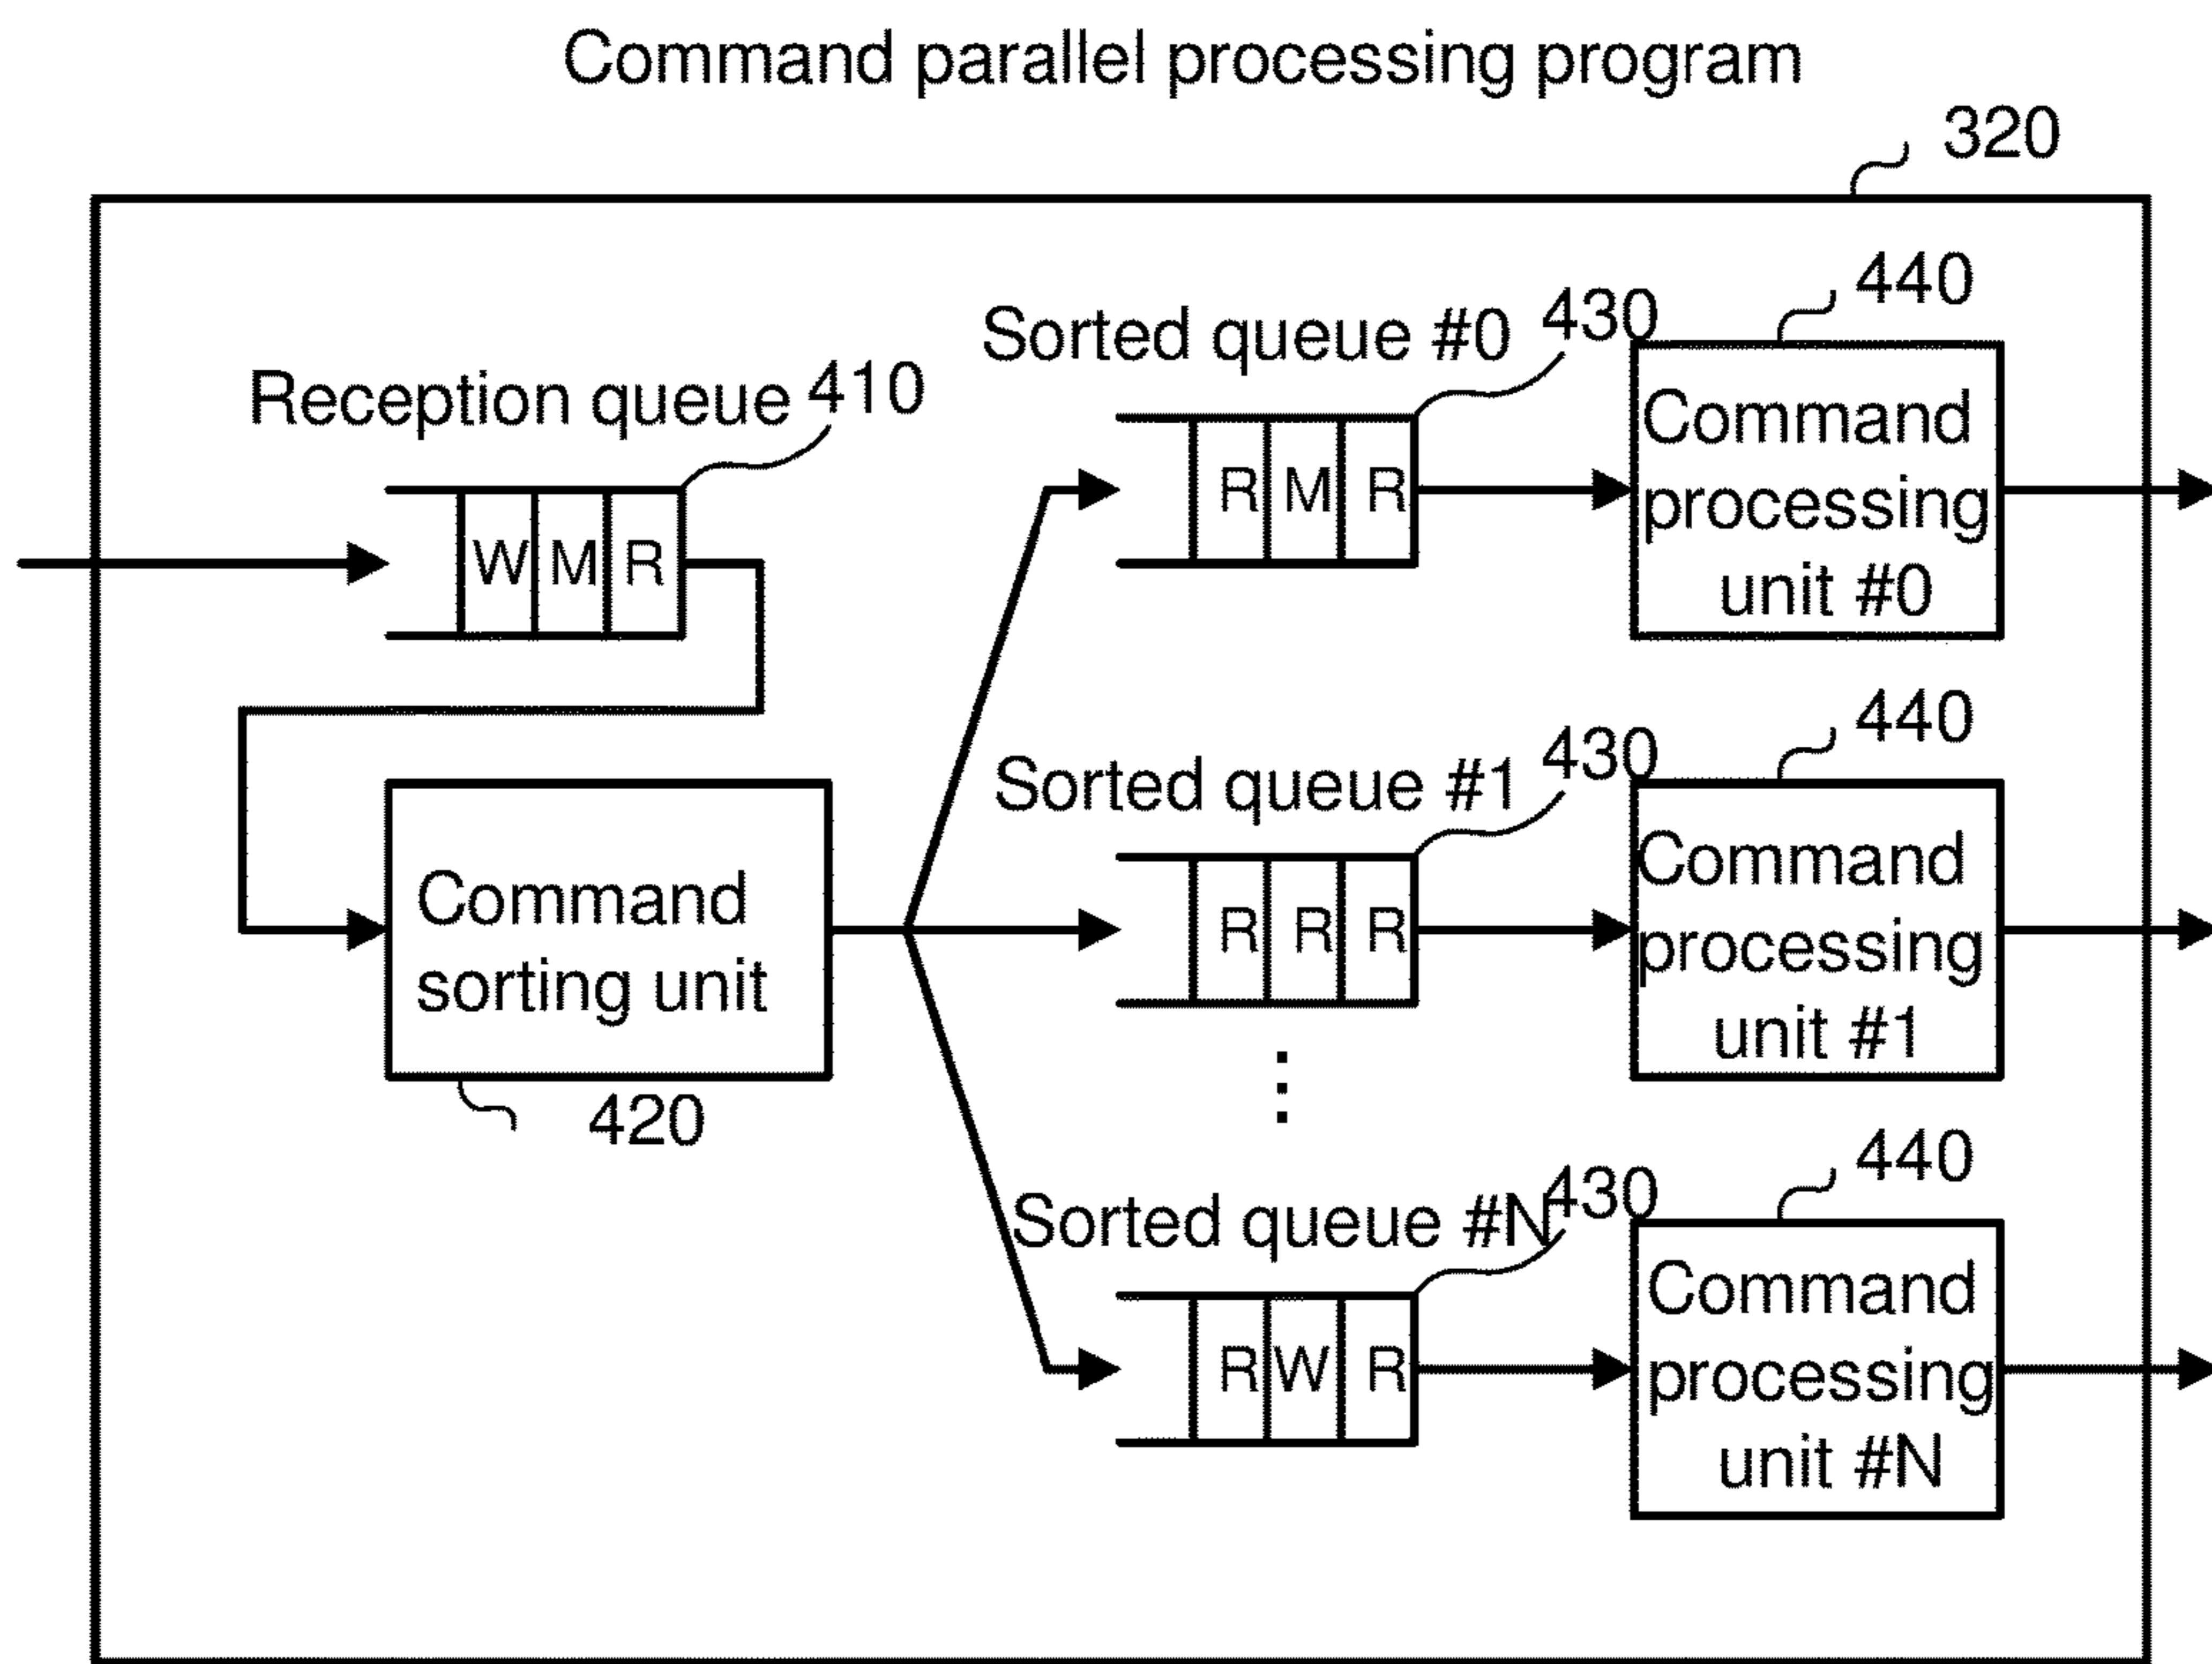 Command parallel processing program
320
Reception queue 410
W M R
Command
sorting unit
420
Sorted queue #0 430
R M R
440
Command
processing
unit #0
Sorted queue #1 430
R R R
440
Command
processing
unit #1
Sorted queue #N 430
R W R
440
Command
processing
unit #N